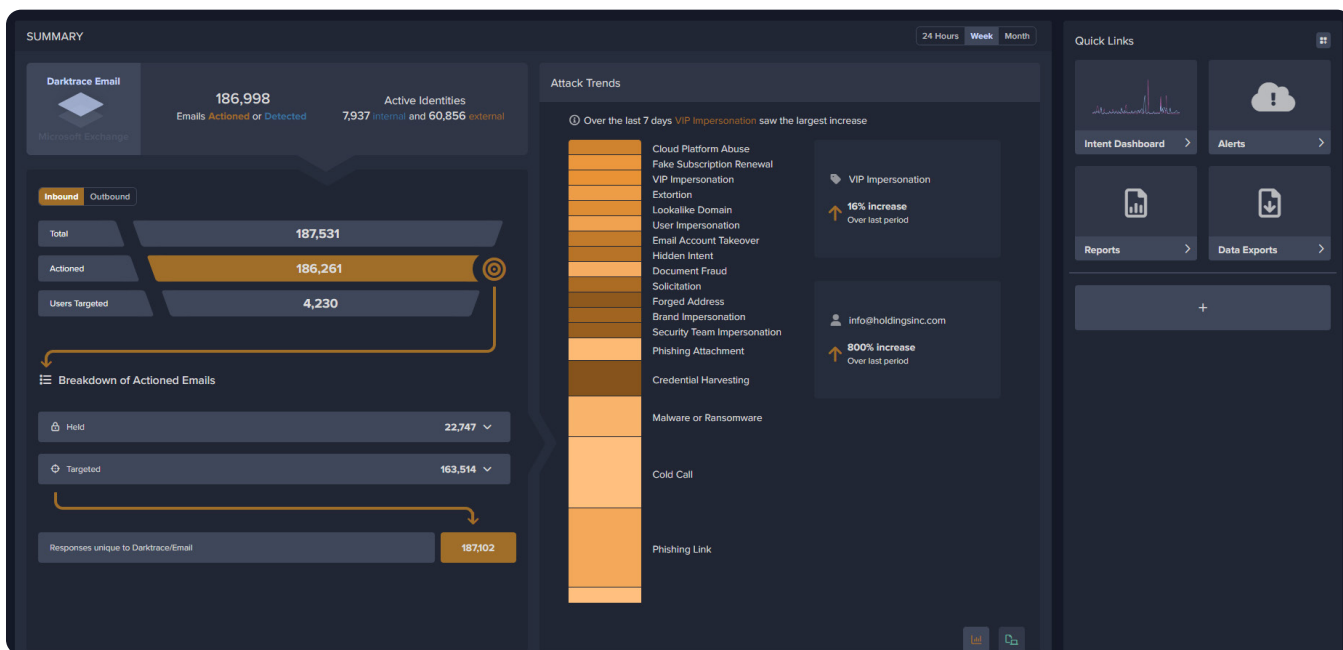 SUMMARY
24 Hours Week Month
Darktrace Email
Microsoft Exchange
186,998
Emails Actioned or Detected
Active Identities
7,937 internal and 60,856 external
Inbound Outbound
Total 187,531
Actioned 186,261
Users Targeted 4,230
Breakdown of Actioned Emails
Held 22,747
Targeted 163,514
Responses unique to Darktrace/Email 187,102
Attack Trends
Over the last 7 days VIP Impersonation saw the largest increase
Cloud Platform Abuse
Fake Subscription Renewal
VIP Impersonation
Extortion
Lookalike Domain
User Impersonation
Email Account Takeover
Hidden Intent
Document Fraud
Solicitation
Forged Address
Brand Impersonation
Security Team Impersonation
Phishing Attachment
Credential Harvesting
Malware or Ransomware
Cold Call
Phishing Link
VIP Impersonation
16% increase
Over last period
info@holdingsinc.com
800% increase
Over last period
Quick Links
Intent Dashboard
Alerts
Reports
Data Exports
+